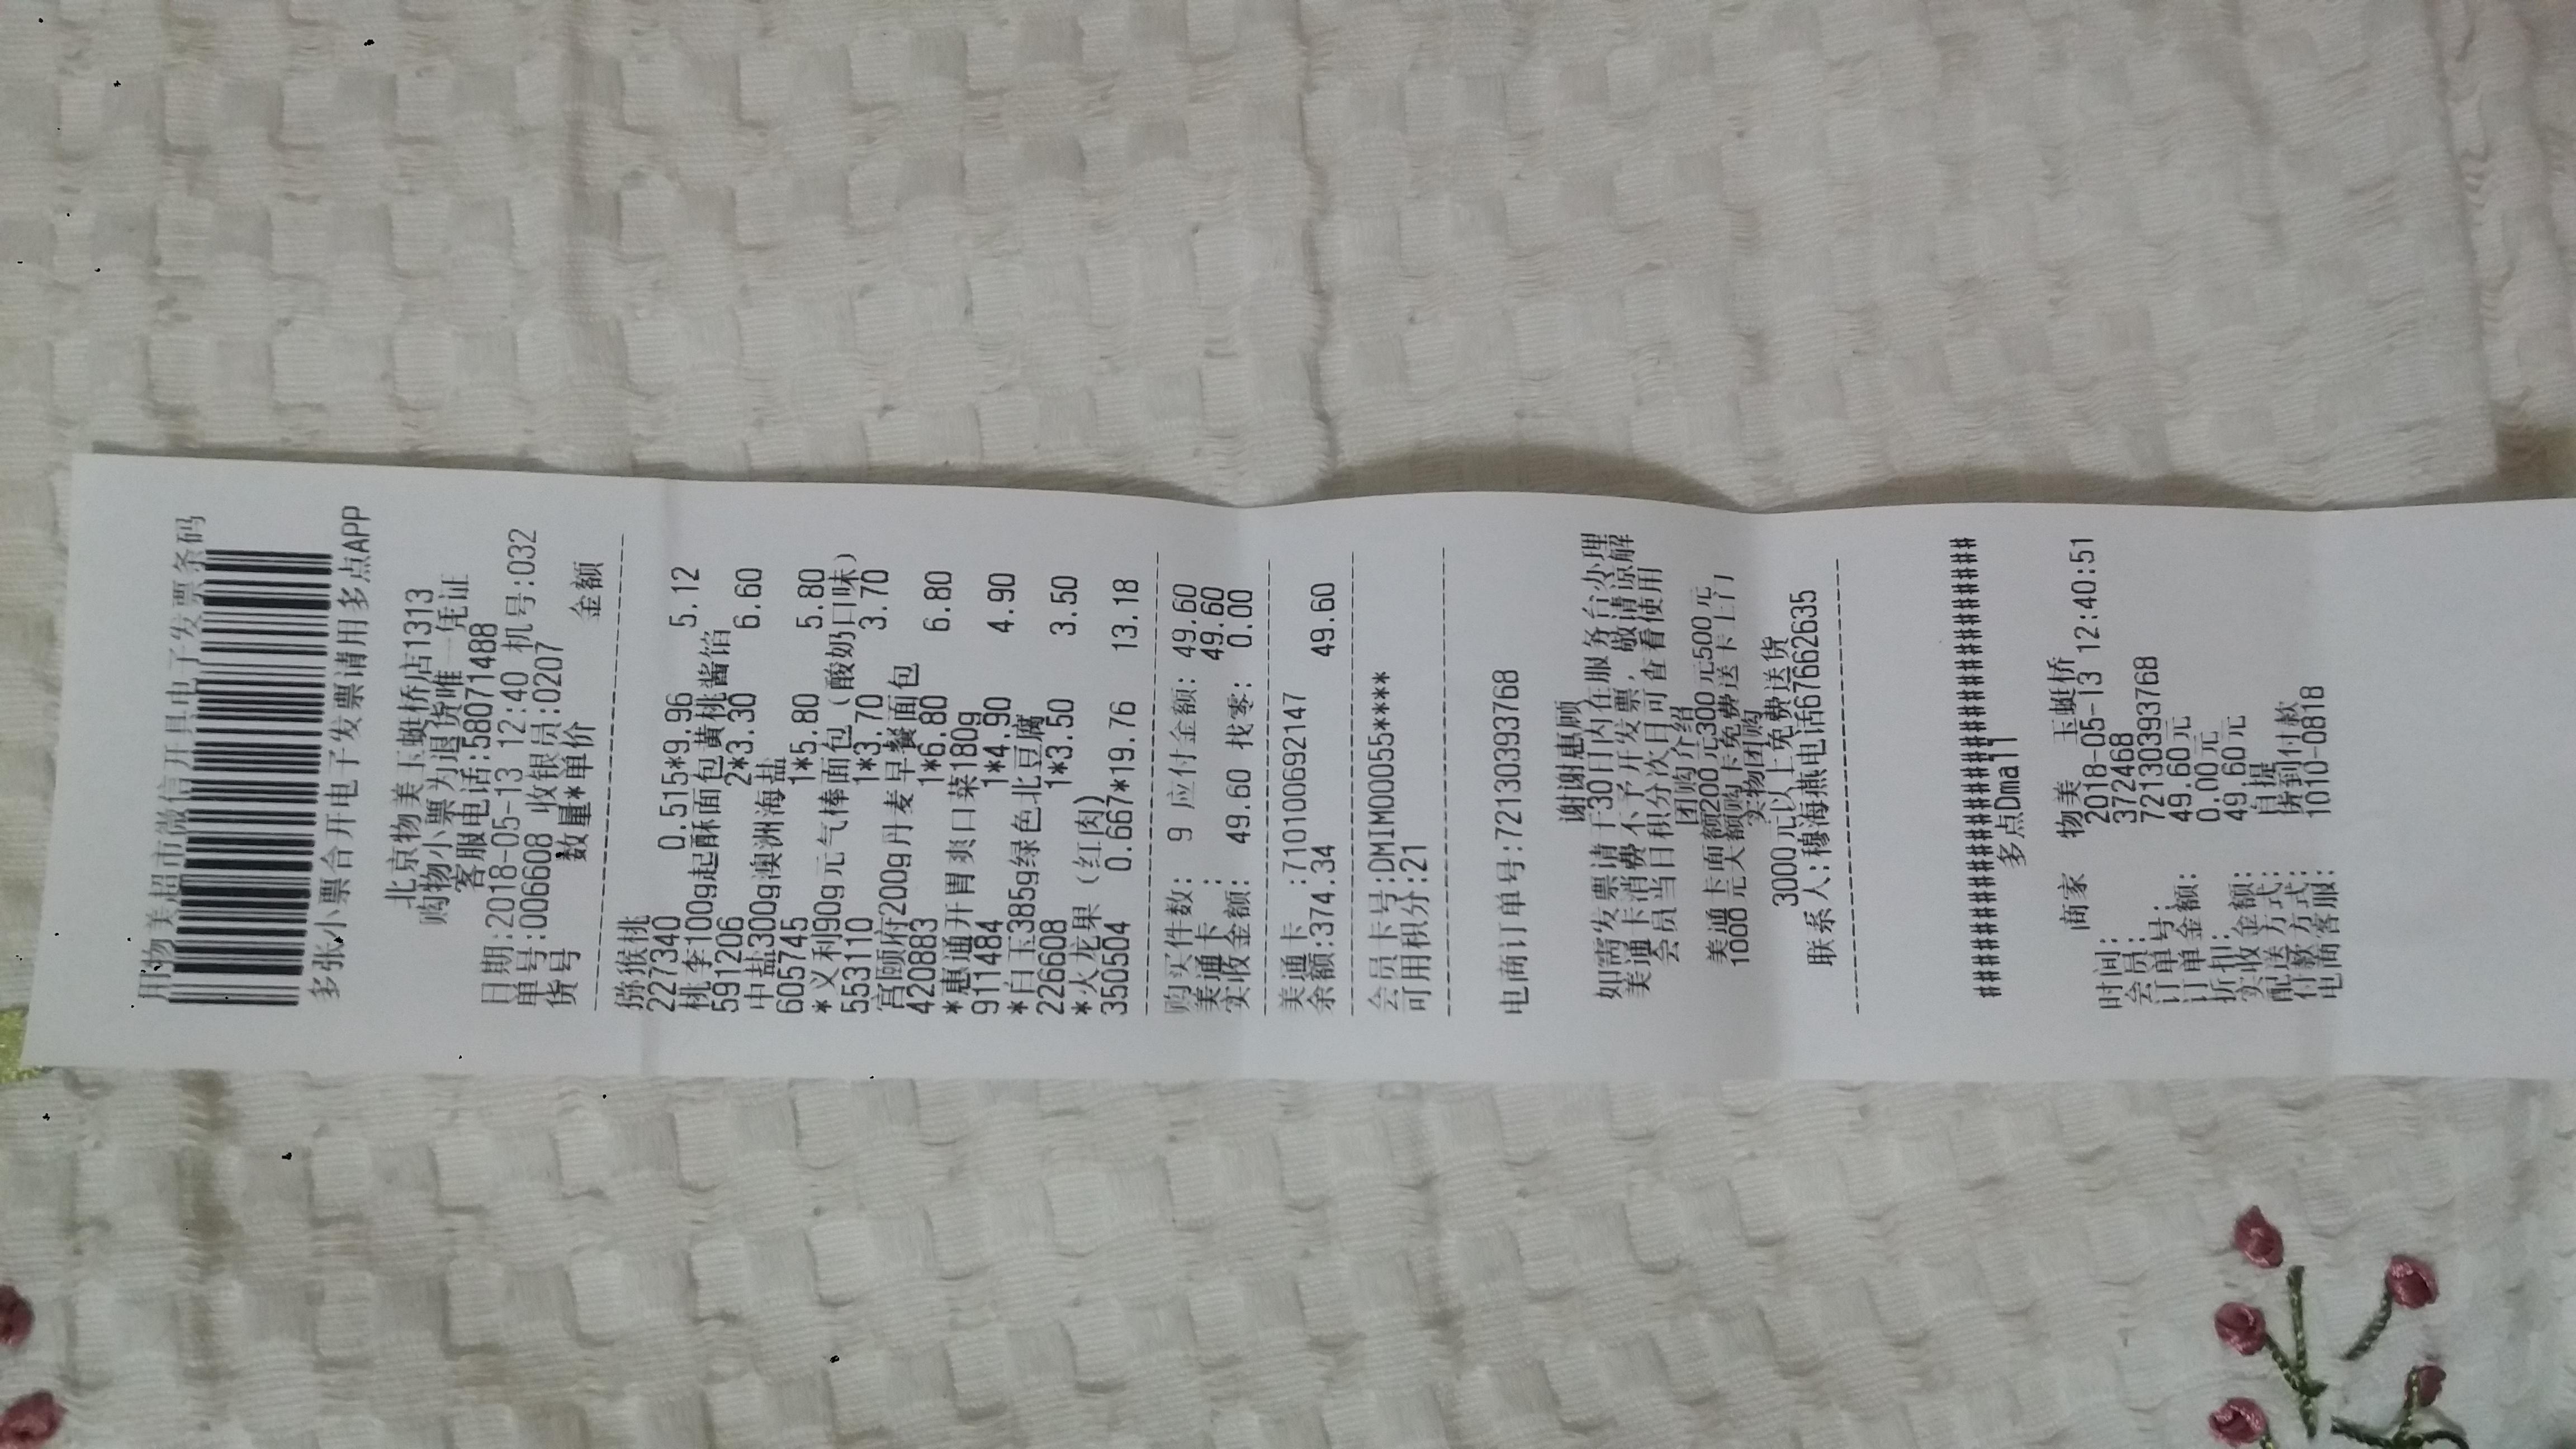 用物美超市微信开具电子发票条码
多张小票合开电子发票请用多点APP
北京物美玉蜓桥店1313
购物小票为退货唯一凭证
客服电话:58071488
日期:2018-05-13 12:40 机号:032
单号:006608 收银员:0207
货号 数量*单价 金额
猕猴桃
227340 0.515*9.96 5.12
桃李100g起酥面包黄桃酱馅
591206 2*3.30 6.60
中盐300g澳洲海盐
605745 1*5.80 5.80
*义利90g元气棒面包(酸奶口味)
553110 1*3.70 3.70
宫颐府200g丹麦早餐面包
420883 1*6.80 6.80
*惠通开胃爽口菜180g
911484 1*4.90 4.90
*白玉385g绿色北豆腐
226608 1*3.50 3.50
*火龙果(红肉)
350504 0.667*19.76 13.18
购买件数: 9 应付金额: 49.60
美通卡 : 49.60
实收金额: 49.60 找零: 0.00
美通卡 :7101006921​47 49.60
余额:374.34
会员卡号:DMIM00055*****
可用积分:21
电商订单号:7213039376​8
谢谢惠顾
如需发票请于30日内在服务台办理
美通卡消费不予开发票,敬请谅解
会员当日积分次日可查看使用
团购介绍
美通卡面额200元300元500元
1000元大额购卡免费送卡上门
实物团购
3000元以上免费送货
联系人:穆海燕电话67662635
多点Dmall
商家 物美 玉蜓桥
时间: 2018-05-13 12:40:51
会员: 372468
订单号: 72130393768
订单金额: 49.60元
折扣: 0.00元
实收金额: 49.60元
配送方式: 自提
付款方式: 货到付款
电商客服: 1010-0818